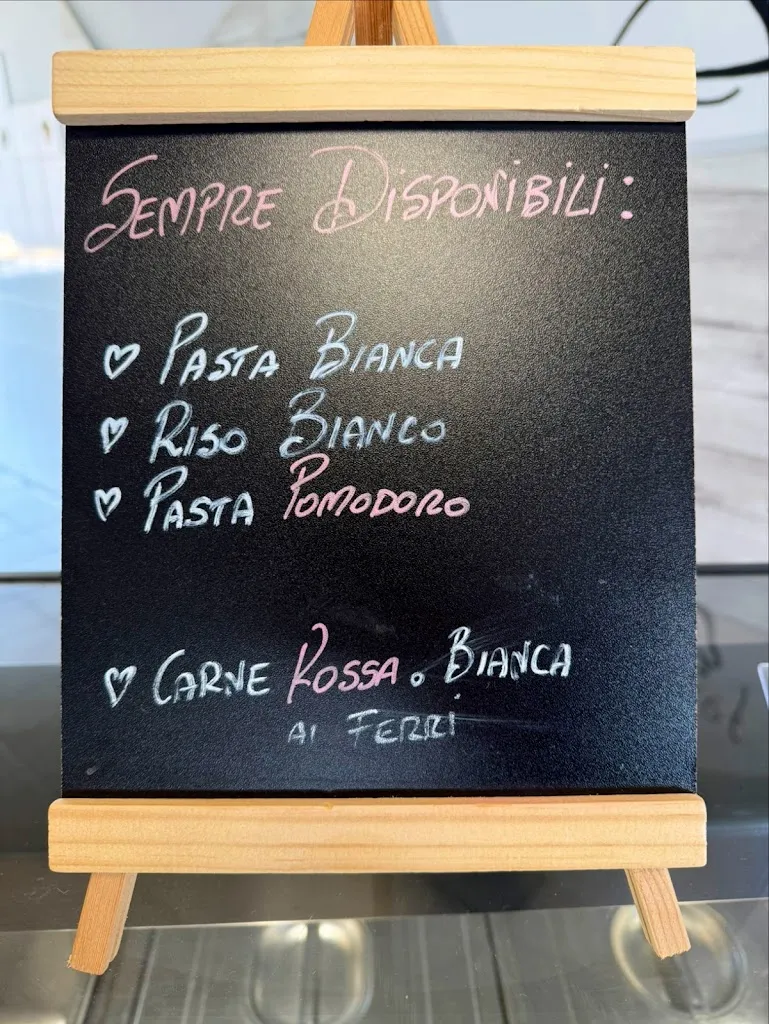 SEMPRE DISPONIBILI:
♡ PASTA BIANCA
♡ RISO BIANCO
♡ PASTA POMODORO
♡ CARNE ROSSA o BIANCA
AI FERRI